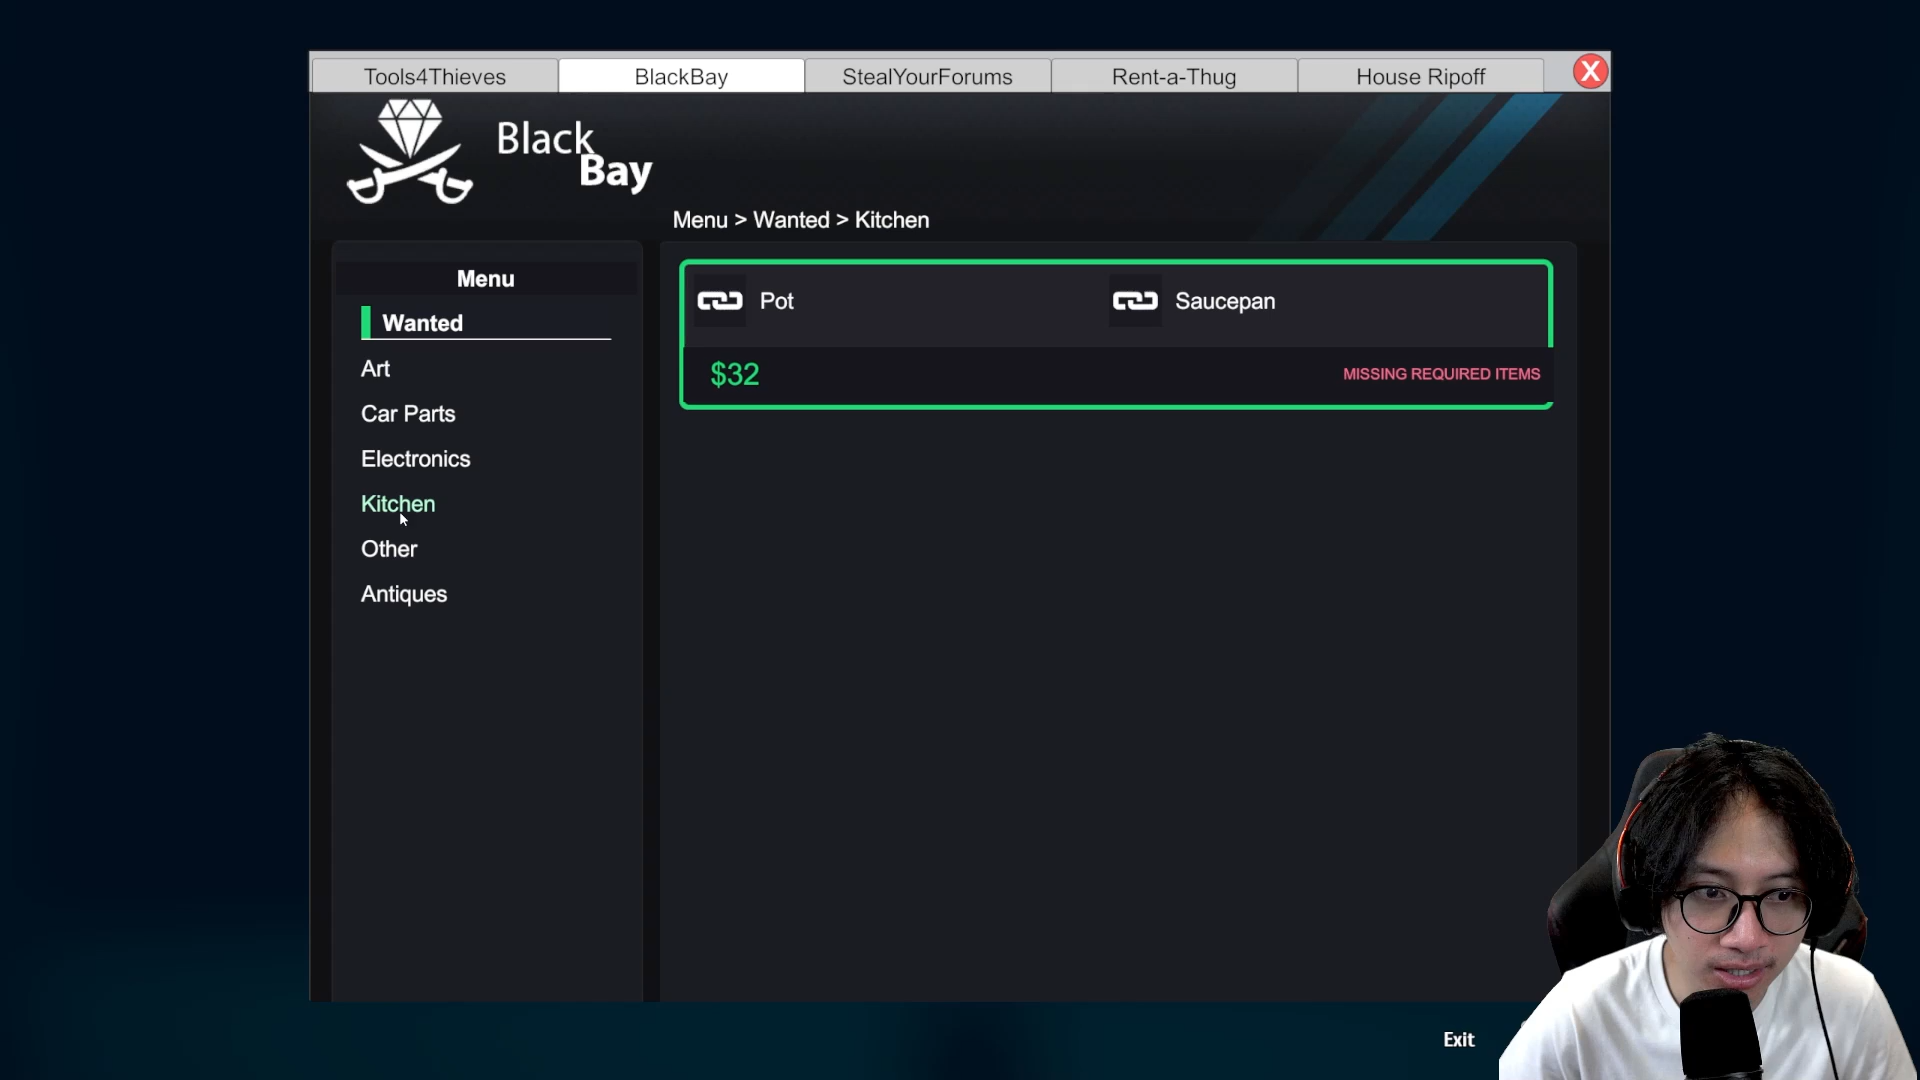 Tools4Thieves
BlackBay
StealYourForums
Rent-a-Thug
House Ripoff
X
Black
Bay
Menu > Wanted > Kitchen
Menu
Wanted
Art
Car Parts
Electronics
Kitchen
Other
Antiques
Pot
Saucepan
$32
MISSING REQUIRED ITEMS
Exit